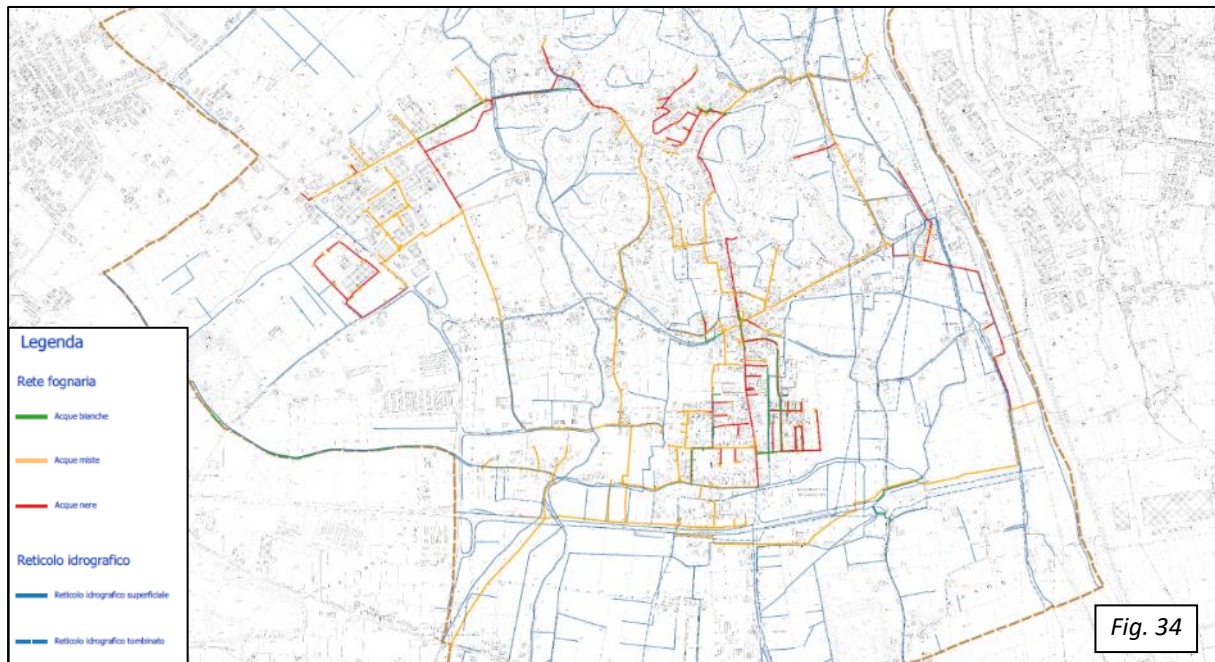 Legenda
Rete fognaria
Acque bianche
Acque miste
Acque nere
Reticolo idrografico
Reticolo idrografico superficiale
Reticolo idrografico tombinato
Fig. 34